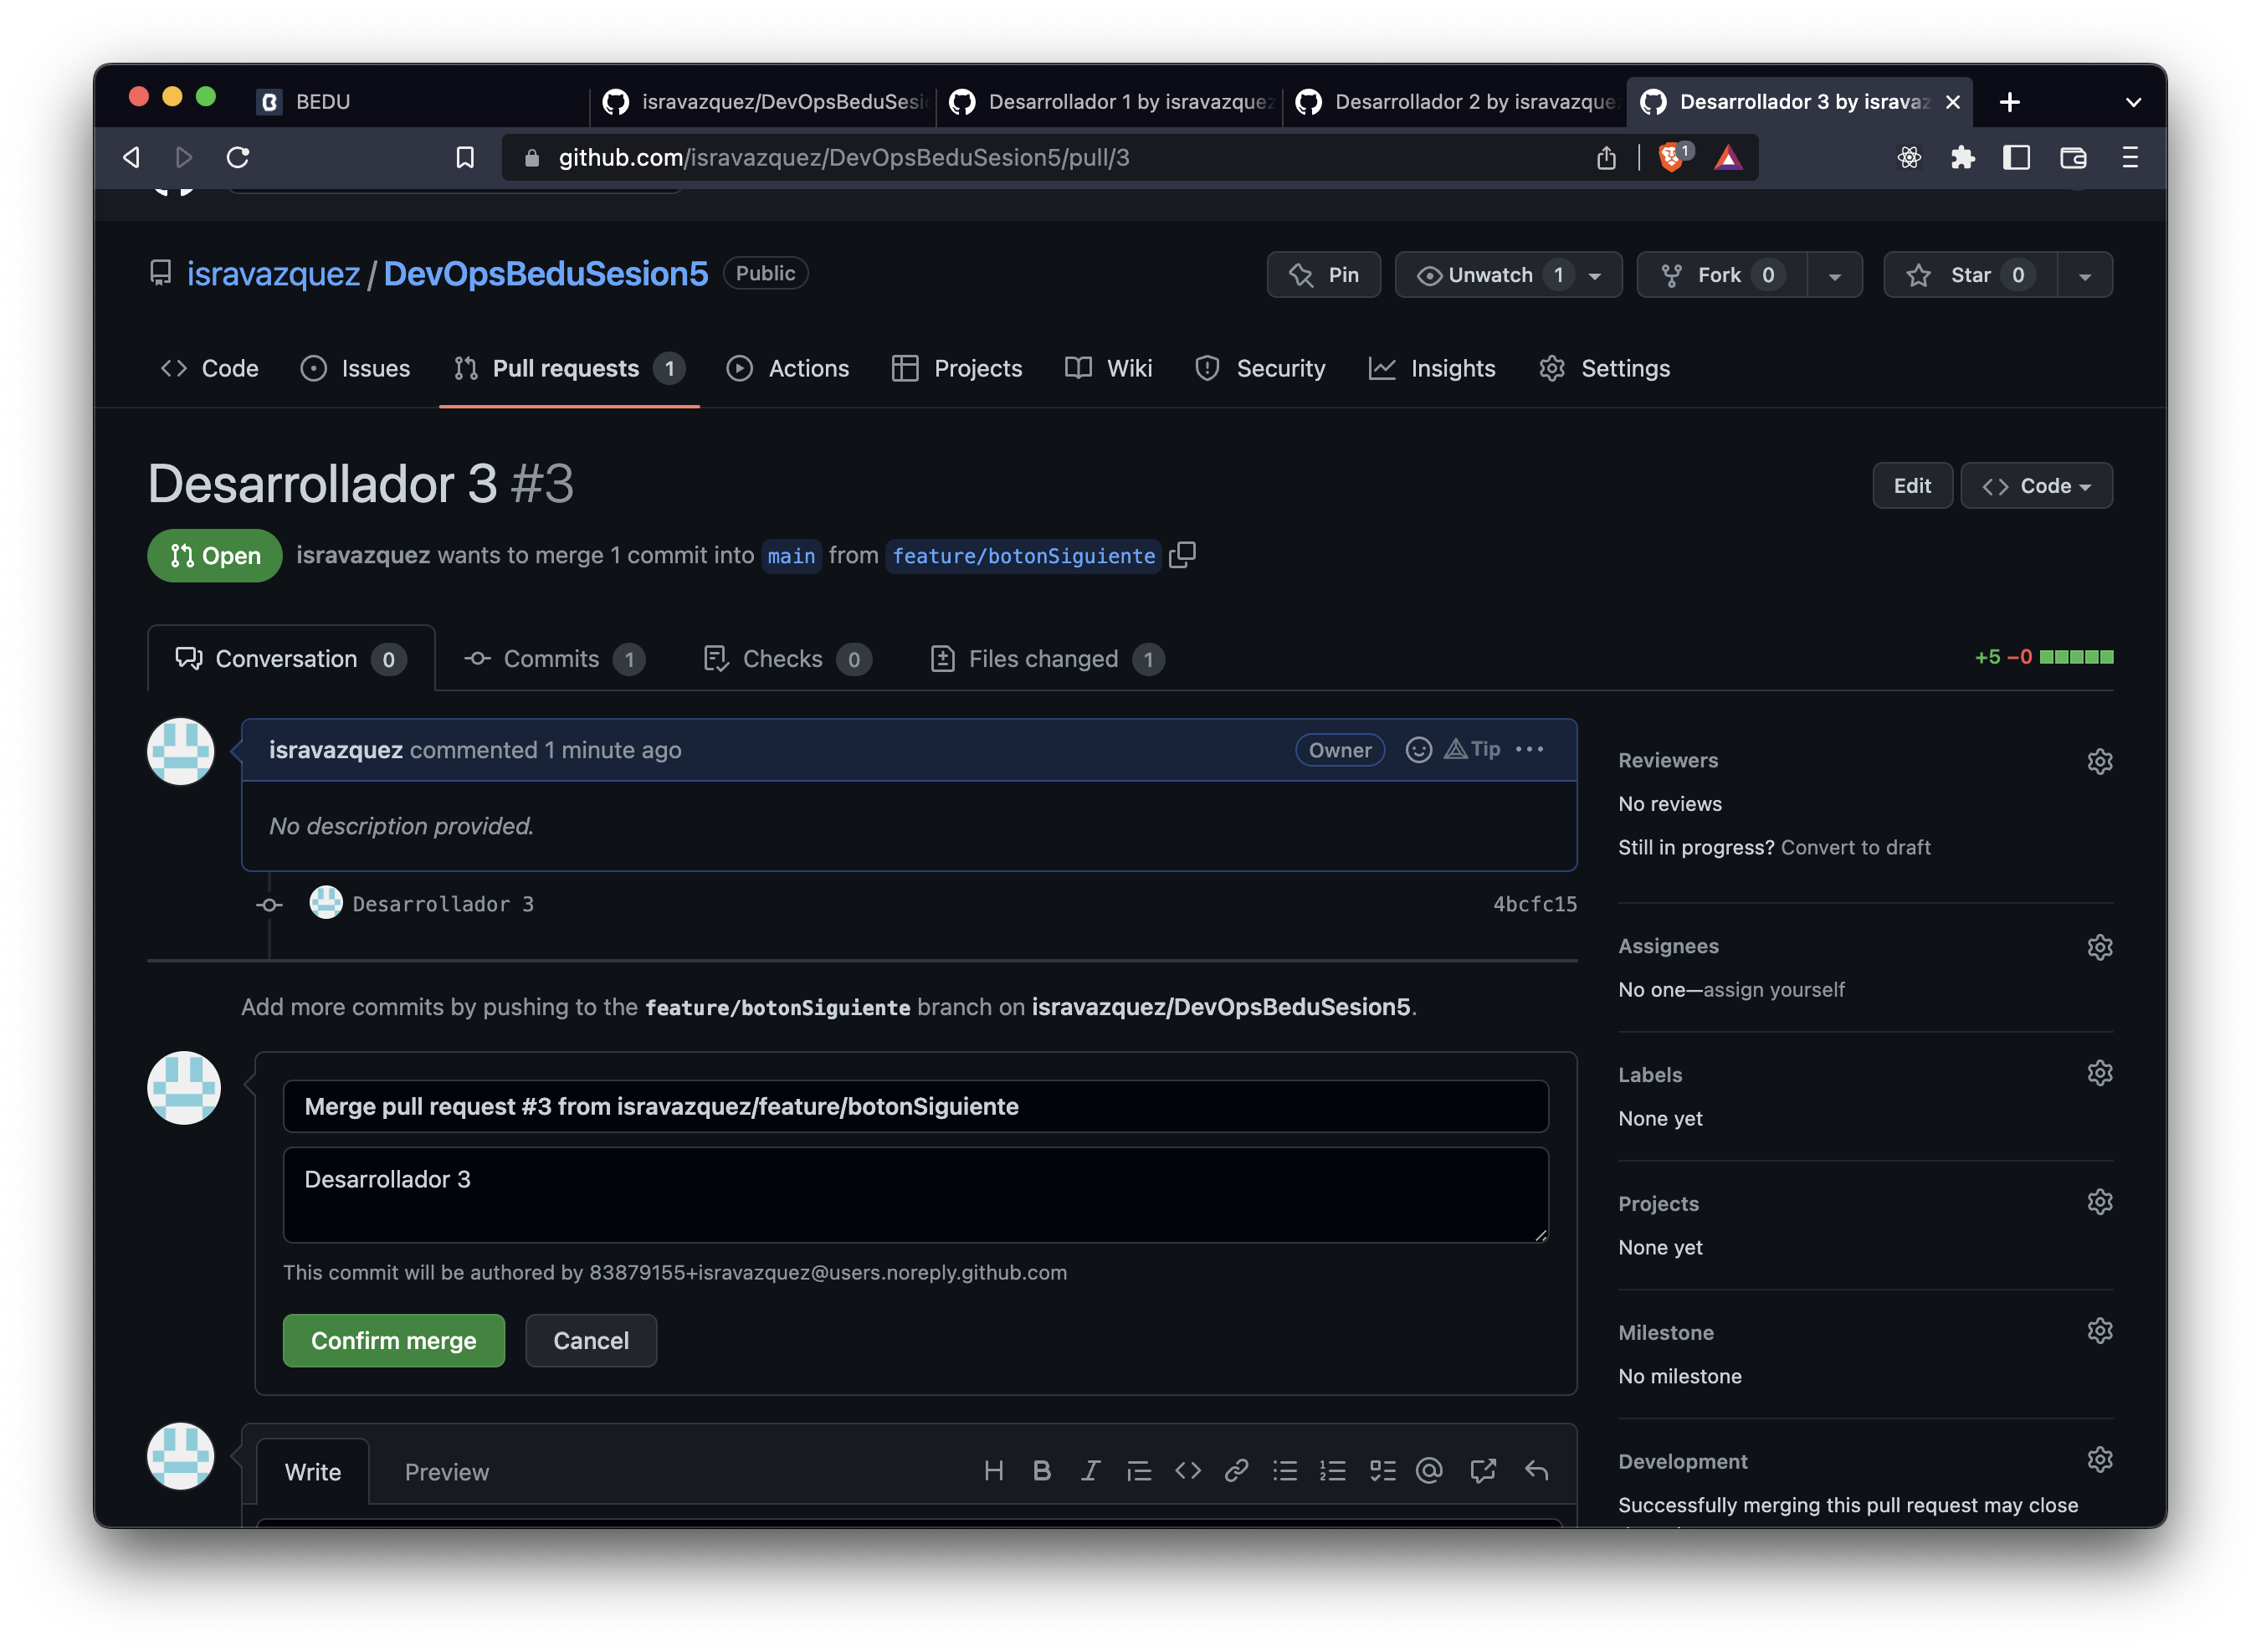 BEDU
isravazquez/DevOpsBeduSesi
Desarrollador 1 by isravazquez
Desarrollador 2 by isravazque
Desarrollador 3 by isravaz
github.com/isravazquez/DevOpsBeduSesion5/pull/3
1
isravazquez / DevOpsBeduSesion5 Public
Pin
Unwatch 1
Fork 0
Star 0
Code
Issues
Pull requests 1
Actions
Projects
Wiki
Security
Insights
Settings
Desarrollador 3 #3
Edit
Code
Open
isravazquez wants to merge 1 commit into main from feature/botonSiguiente
Conversation 0
Commits 1
Checks 0
Files changed 1
+5 −0
isravazquez commented 1 minute ago
Owner
Tip
No description provided.
Desarrollador 3
4bcfc15
Add more commits by pushing to the feature/botonSiguiente branch on isravazquez/DevOpsBeduSesion5.
Merge pull request #3 from isravazquez/feature/botonSiguiente
Desarrollador 3
This commit will be authored by 83879155+isravazquez@users.noreply.github.com
Confirm merge
Cancel
Write
Preview
Reviewers
No reviews
Still in progress? Convert to draft
Assignees
No one—assign yourself
Labels
None yet
Projects
None yet
Milestone
No milestone
Development
Successfully merging this pull request may close